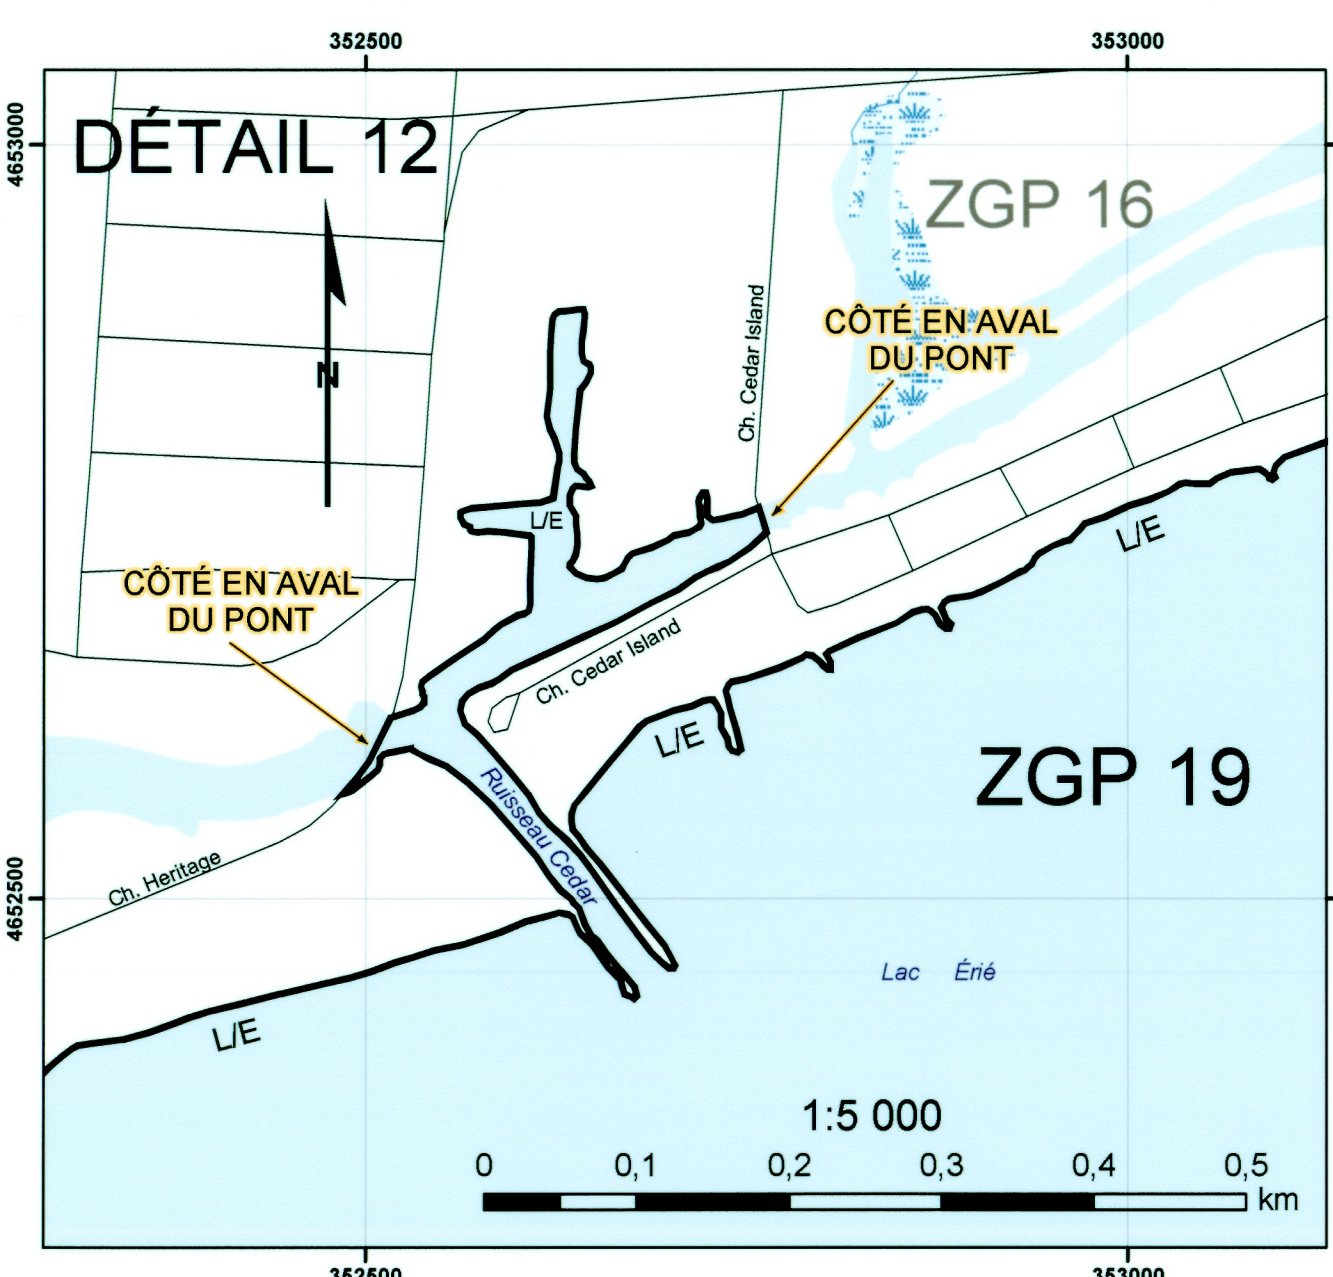 352500
353000
4653000
DÉTAIL 12
ZGP 16
N
Ch. Cedar Island
CÔTÉ EN AVAL
DU PONT
L/E
L/E
CÔTÉ EN AVAL
DU PONT
Ch. Cedar Island
L/E
ZGP 19
Ruisseau Cedar
Ch. Heritage
4652500
Lac Érié
L/E
1:5 000
0 0,1 0,2 0,3 0,4 0,5
km
352500
353000